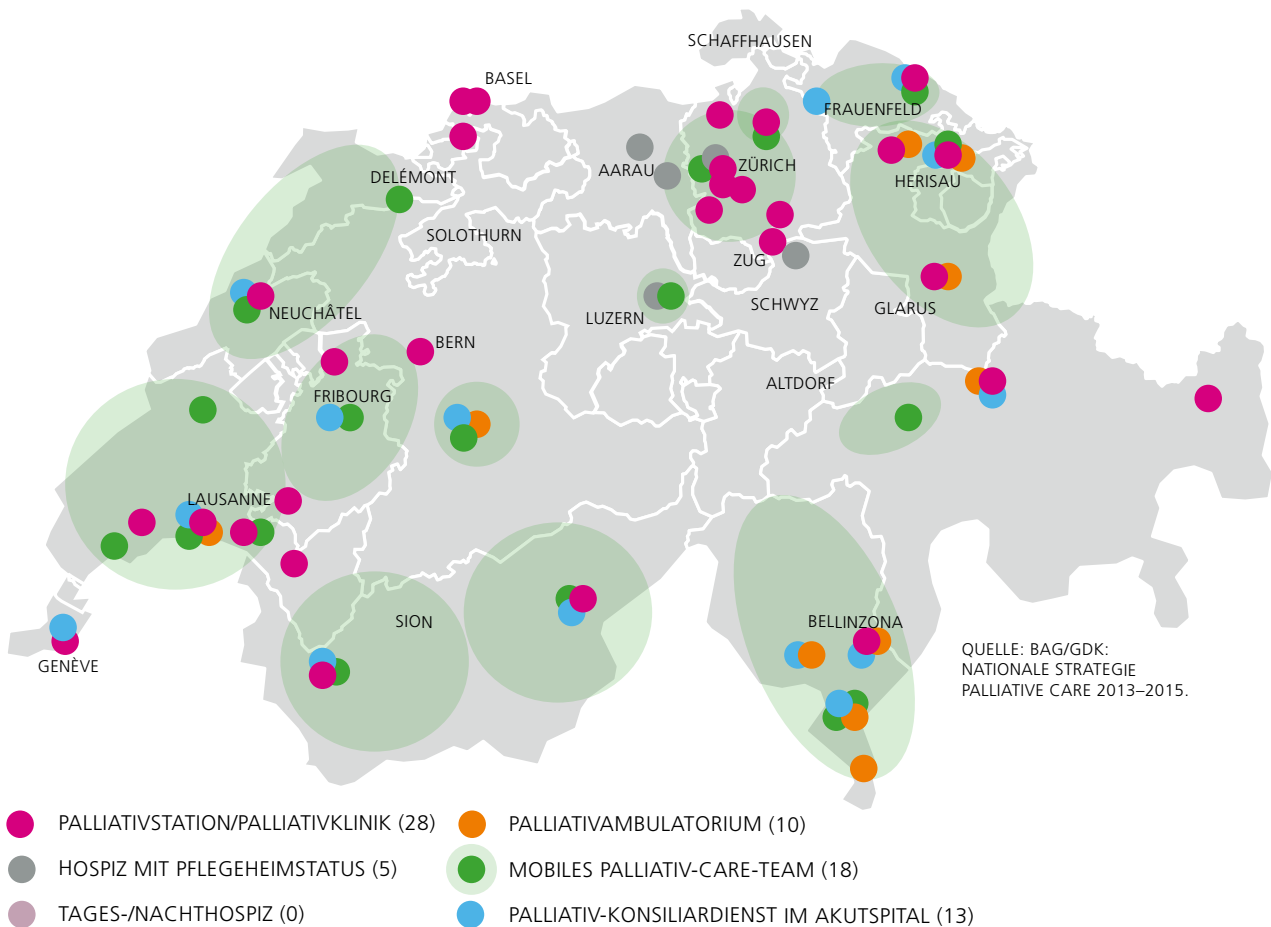 SCHAFFHAUSEN
BASEL
FRAUENFELD
AARAU
ZÜRICH
DELÉMONT
HERISAU
SOLOTHURN
ZUG
SCHWYZ
NEUCHÂTEL
LUZERN
GLARUS
BERN
ALTDORF
FRIBOURG
LAUSANNE
SION
BELLINZONA
GENÈVE
QUELLE: BAG/GDK:
NATIONALE STRATEGIE
PALLIATIVE CARE 2013–2015.
PALLIATIVSTATION/PALLIATIVKLINIK (28)
HOSPIZ MIT PFLEGEHEIMSTATUS (5)
TAGES-/NACHTHOSPIZ (0)
PALLIATIVAMBULATORIUM (10)
MOBILES PALLIATIV-CARE-TEAM (18)
PALLIATIV-KONSILIARDIENST IM AKUTSPITAL (13)